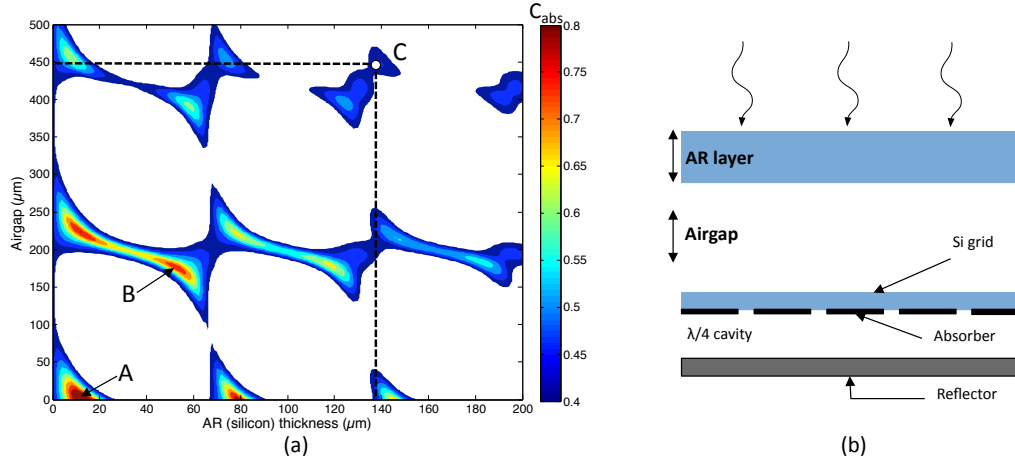 C_abs
500
450
400
350
300
250
200
150
100
50
0
Airgap (µm)
C
B
A
0 20 40 60 80 100 120 140 160 180 200
AR (silicon) thickness (µm)
0.8
0.75
0.7
0.65
0.6
0.55
0.5
0.45
0.4
(a)
AR layer
Airgap
Si grid
λ/4 cavity
Absorber
Reflector
(b)